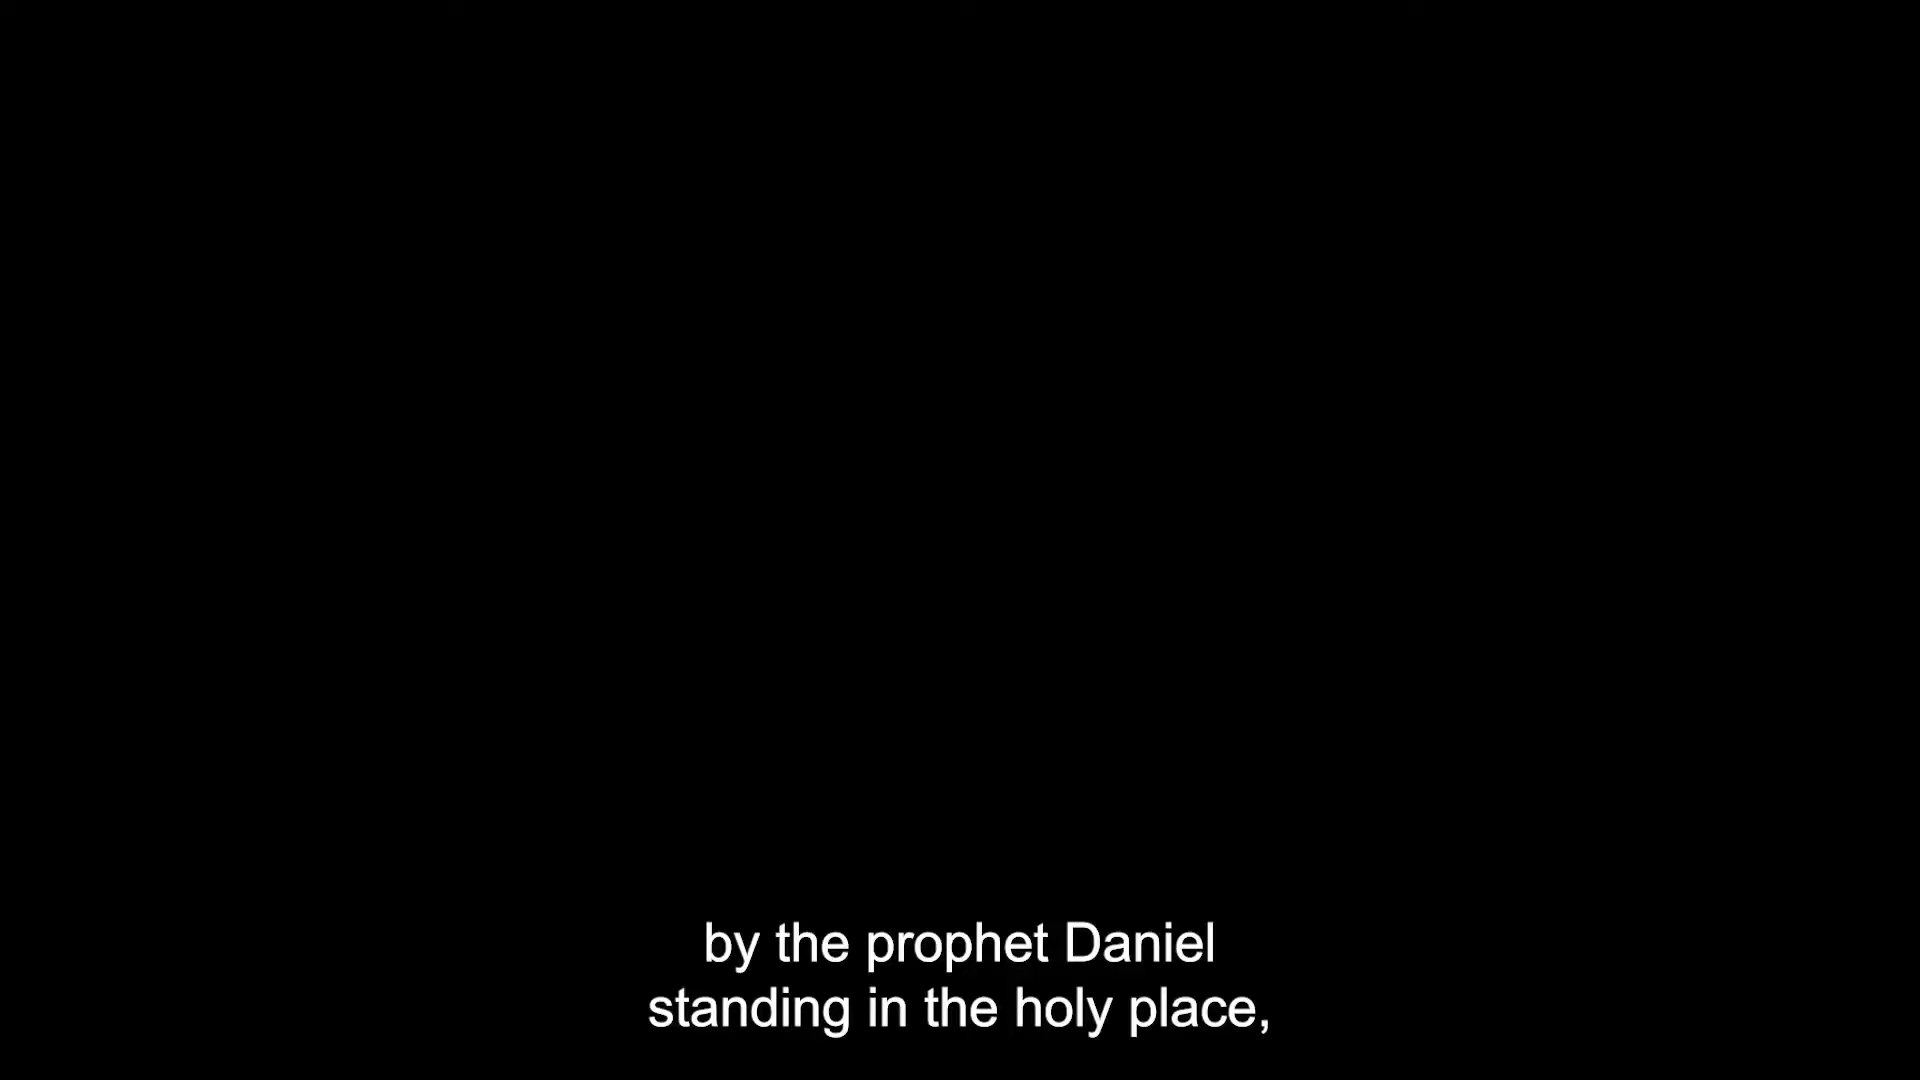 by the prophet Daniel
standing in the holy place,